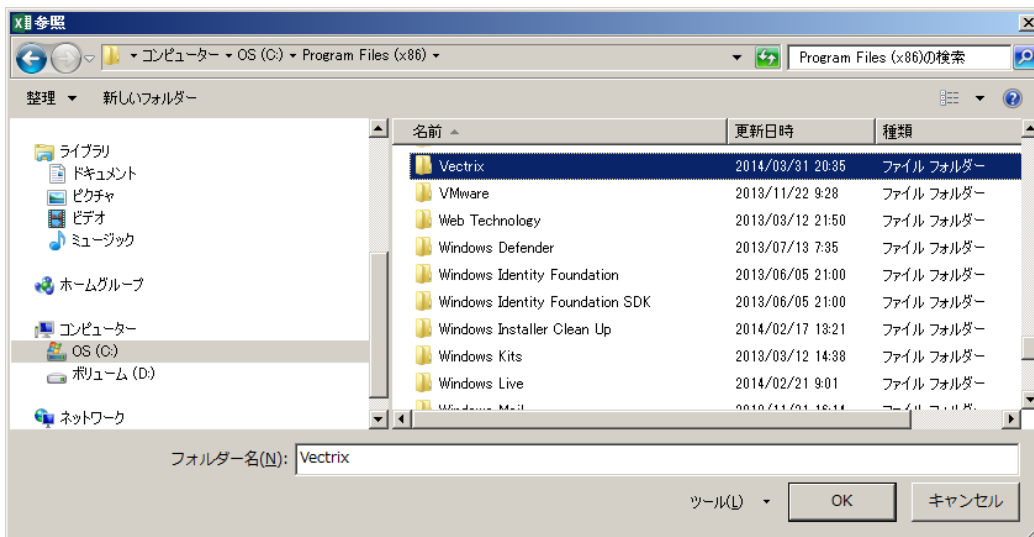 参照
コンピューター OS (C:) Program Files (x86) Program Files (x86)の検索
整理 新しいフォルダー
名前 更新日時 種類
ライブラリ
ドキュメント
ピクチャ
ビデオ
ミュージック
ホームグループ
コンピューター
OS (C:)
ボリューム (D:)
ネットワーク
Vectrix 2014/03/31 20:35 ファイル フォルダー
VMware 2013/11/22 9:28 ファイル フォルダー
Web Technology 2013/03/12 21:50 ファイル フォルダー
Windows Defender 2013/07/13 7:35 ファイル フォルダー
Windows Identity Foundation 2013/06/05 21:00 ファイル フォルダー
Windows Identity Foundation SDK 2013/06/05 21:00 ファイル フォルダー
Windows Installer Clean Up 2014/02/17 13:21 ファイル フォルダー
Windows Kits 2013/03/12 14:38 ファイル フォルダー
Windows Live 2014/02/21 9:01 ファイル フォルダー
フォルダー名(N): Vectrix
ツール(L) OK キャンセル